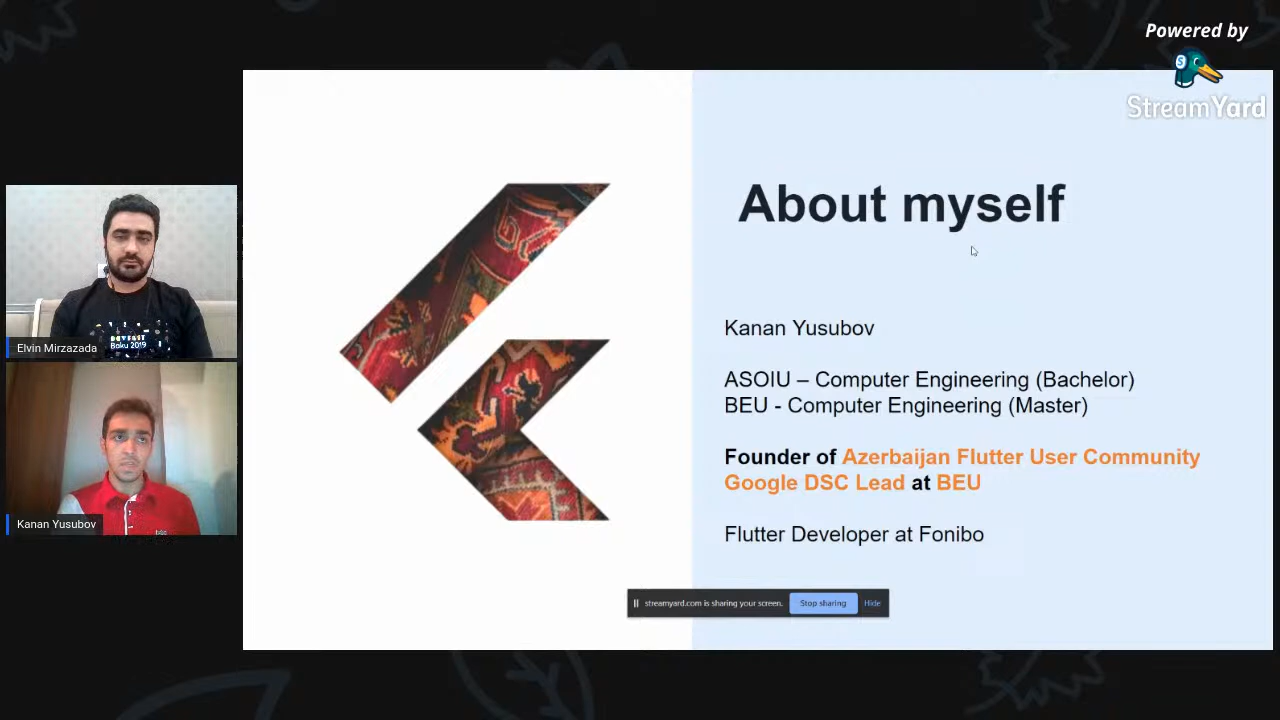 Powered by
StreamYard
About myself
Kanan Yusubov
ASOIU – Computer Engineering (Bachelor)
BEU - Computer Engineering (Master)
Founder of Azerbaijan Flutter User Community
Google DSC Lead at BEU
Flutter Developer at Fonibo
streamyard.com is sharing your screen.
Stop sharing
Hide
Baku 2019
Elvin Mirzazada
Kanan Yusubov